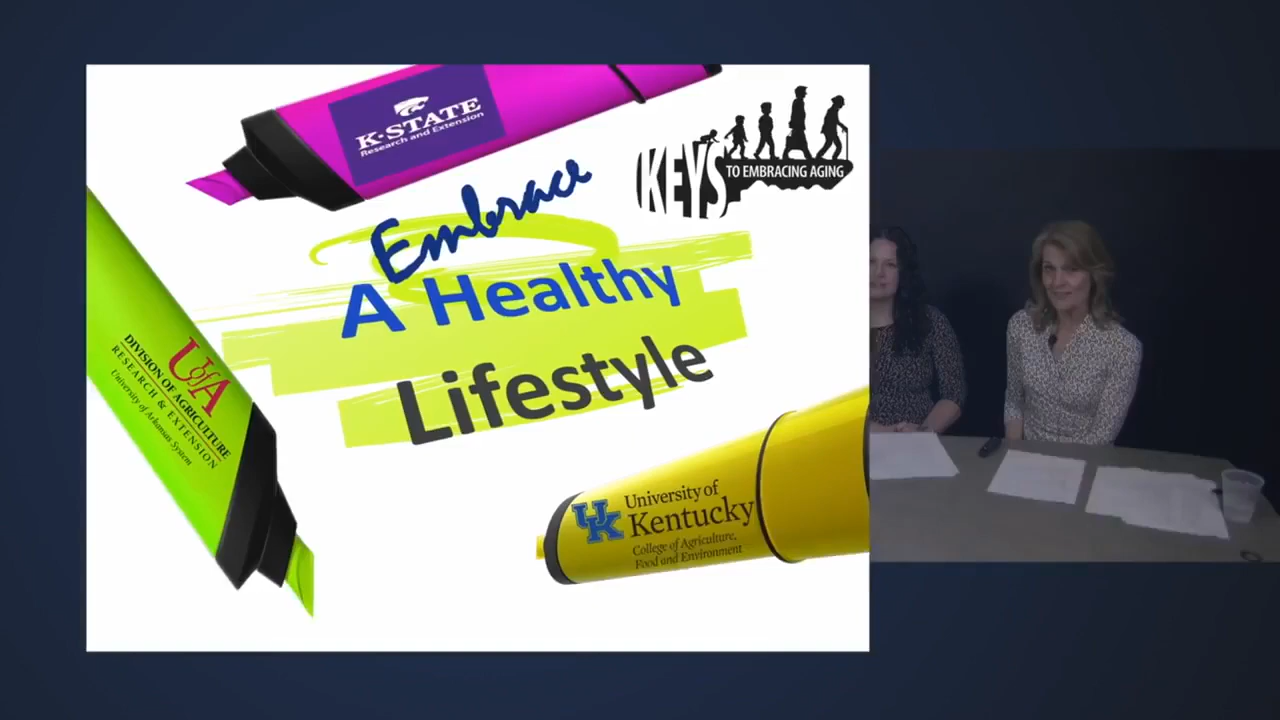 K-STATE
Research and Extension
KEYS
TO EMBRACING AGING
Embrace
A Healthy
Lifestyle
UofA
DIVISION OF AGRICULTURE
RESEARCH & EXTENSION
University of Arkansas System
UK
University of
Kentucky
College of Agriculture,
Food and Environment